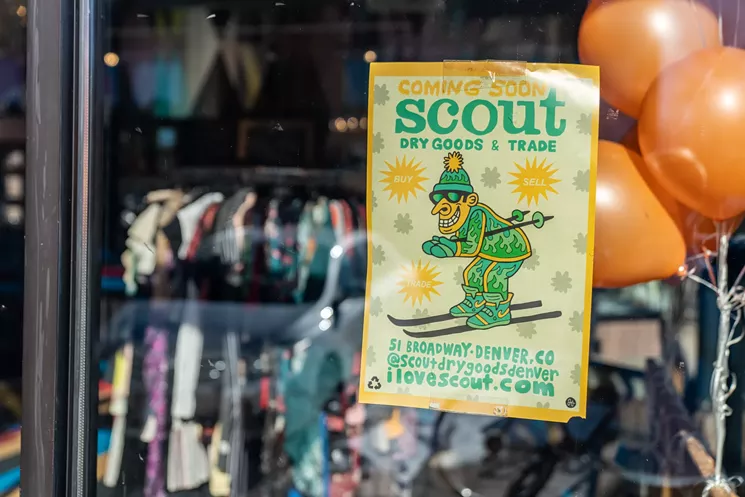 COMING SOON
scout
DRY GOODS & TRADE
BUY
SELL
TRADE
51 BROADWAY · DENVER, CO
@scoutdrygoodsdenver
ilovescout.com